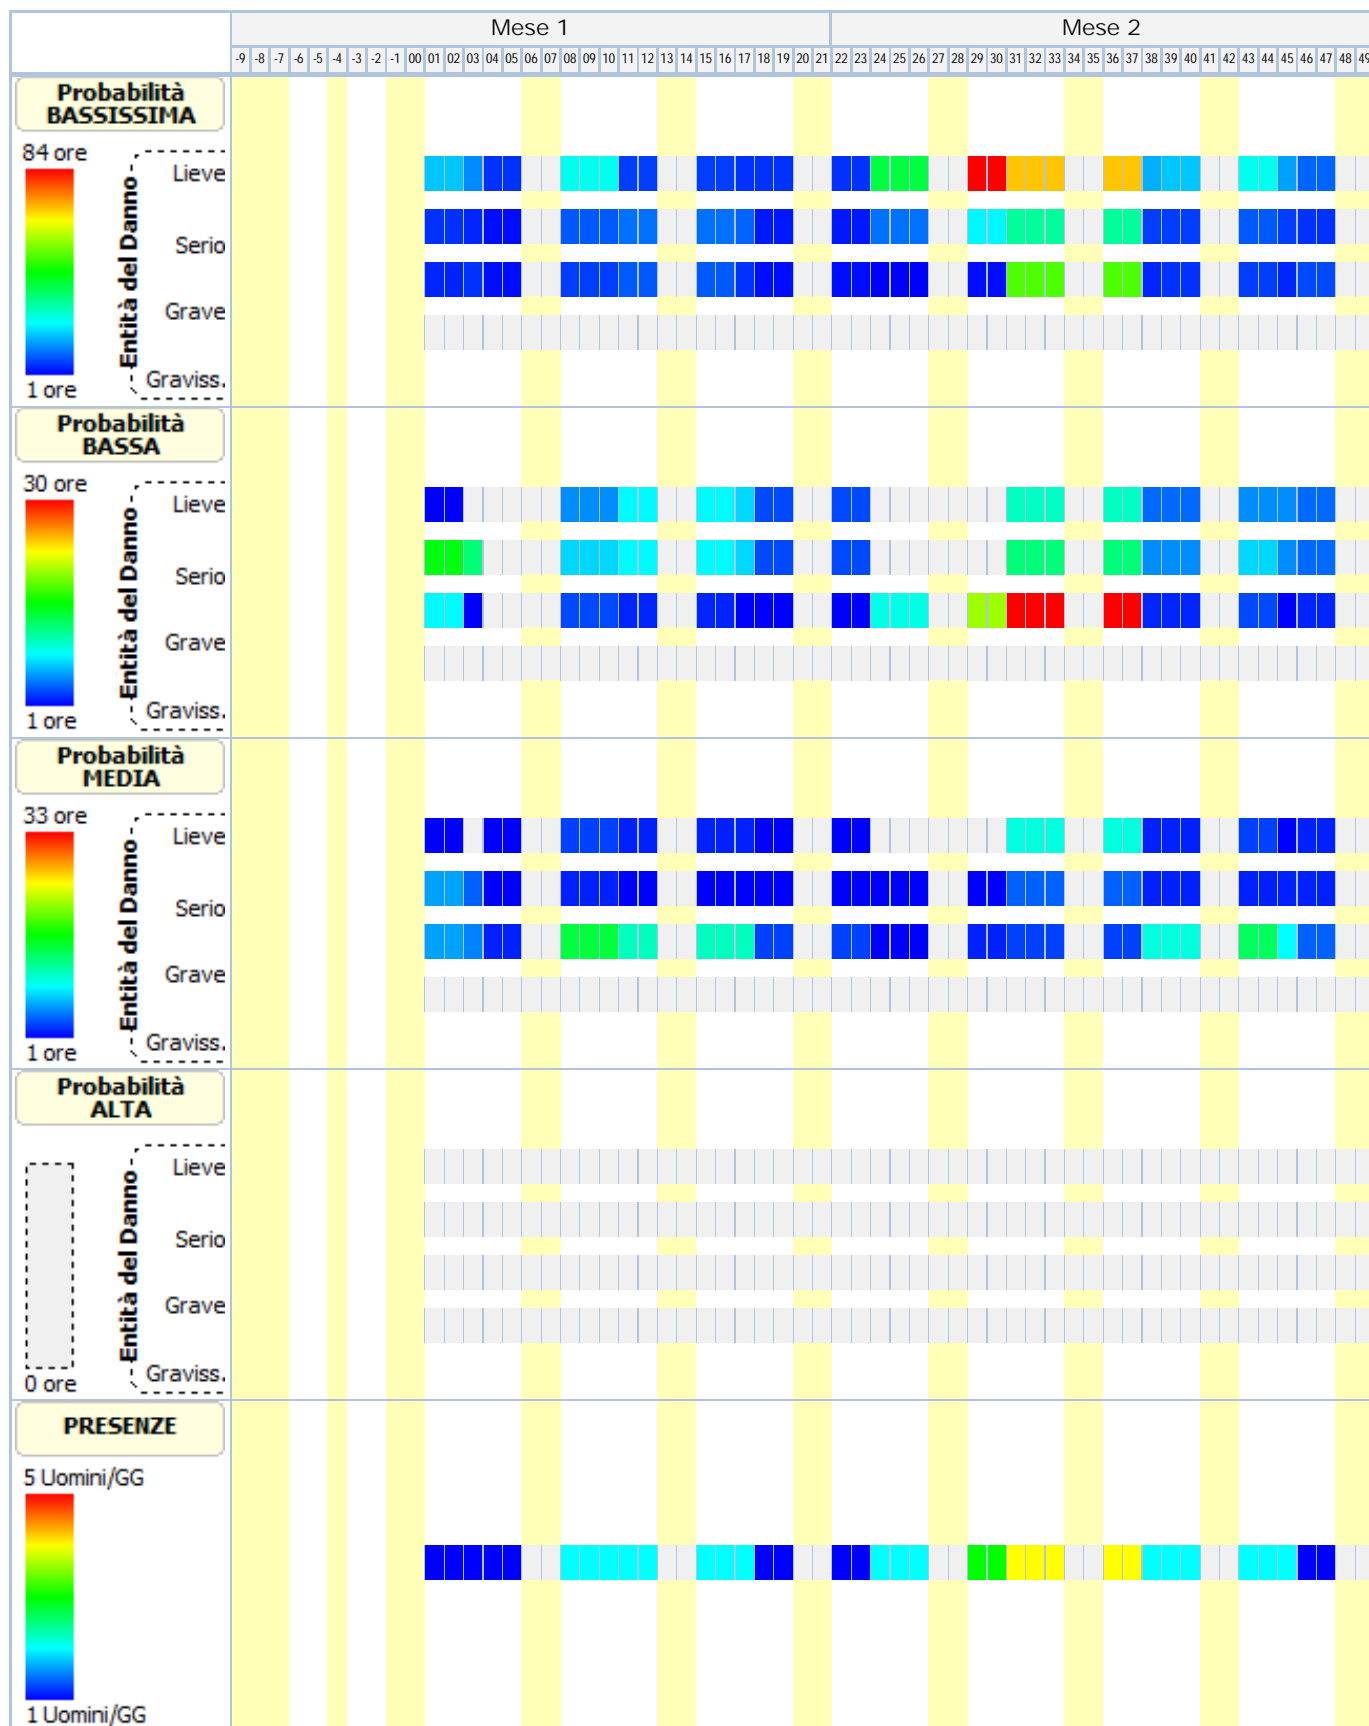 Mese 1 Mese 2
-9 -8 -7 -6 -5 -4 -3 -2 -1 00 01 02 03 04 05 06 07 08 09 10 11 12 13 14 15 16 17 18 19 20 21 22 23 24 25 26 27 28 29 30 31 32 33 34 35 36 37 38 39 40 41 42 43 44 45 46 47 48 49
Probabilità
BASSISSIMA
84 ore
Entità del Danno
Lieve
Serio
Grave
Graviss.
1 ore
Probabilità
BASSA
30 ore
Entità del Danno
Lieve
Serio
Grave
Graviss.
1 ore
Probabilità
MEDIA
33 ore
Entità del Danno
Lieve
Serio
Grave
Graviss.
1 ore
Probabilità
ALTA
Entità del Danno
Lieve
Serio
Grave
Graviss.
0 ore
PRESENZE
5 Uomini/GG
1 Uomini/GG